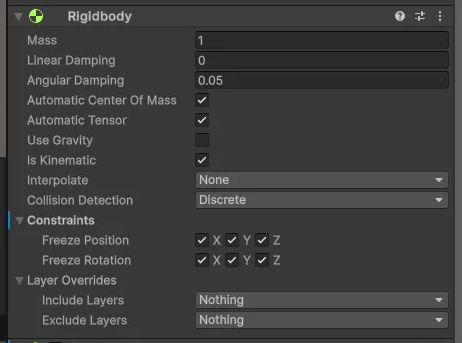 Rigidbody
Mass 1
Linear Damping 0
Angular Damping 0.05
Automatic Center Of Mass
Automatic Tensor
Use Gravity
Is Kinematic
Interpolate None
Collision Detection Discrete
Constraints
Freeze Position X Y Z
Freeze Rotation X Y Z
Layer Overrides
Include Layers Nothing
Exclude Layers Nothing